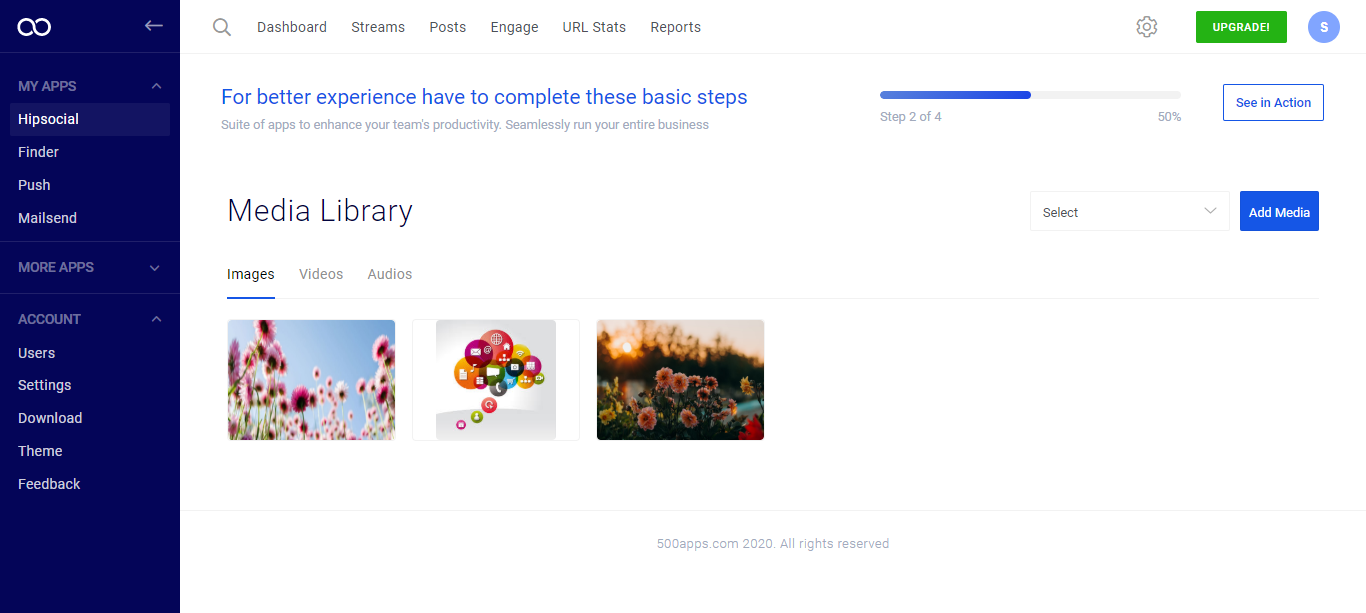 Dashboard Streams Posts Engage URL Stats Reports UPGRADE! S
MY APPS
Hipsocial
Finder
Push
Mailsend
MORE APPS
ACCOUNT
Users
Settings
Download
Theme
Feedback
For better experience have to complete these basic steps
Suite of apps to enhance your team's productivity. Seamlessly run your entire business
Step 2 of 4 50%
See in Action
Media Library
Select
Add Media
Images Videos Audios
500apps.com 2020. All rights reserved